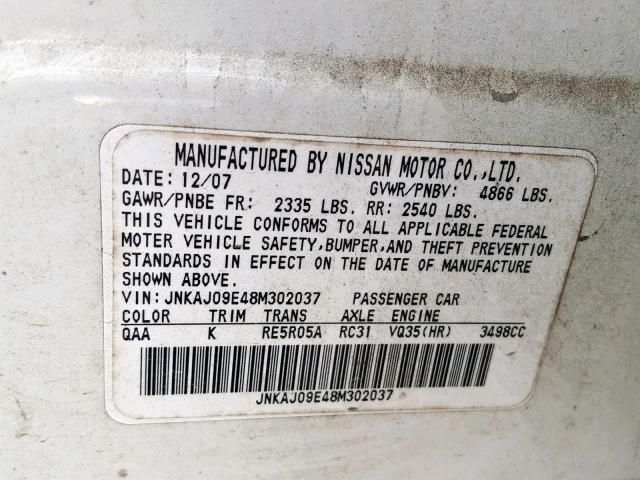 MANUFACTURED BY NISSAN MOTOR CO.,LTD.
DATE: 12/07 GVWR/PNBV: 4866 LBS.
GAWR/PNBE FR: 2335 LBS. RR: 2540 LBS.
THIS VEHICLE CONFORMS TO ALL APPLICABLE FEDERAL
MOTER VEHICLE SAFETY,BUMPER,AND THEFT PREVENTION
STANDARDS IN EFFECT ON THE DATE OF MANUFACTURE
SHOWN ABOVE.
VIN: JNKAJ09E48M302037 PASSENGER CAR
COLOR TRIM TRANS AXLE ENGINE
QAA K RE5R05A RC31 VQ35(HR) 3498CC
JNKAJ09E48M302037